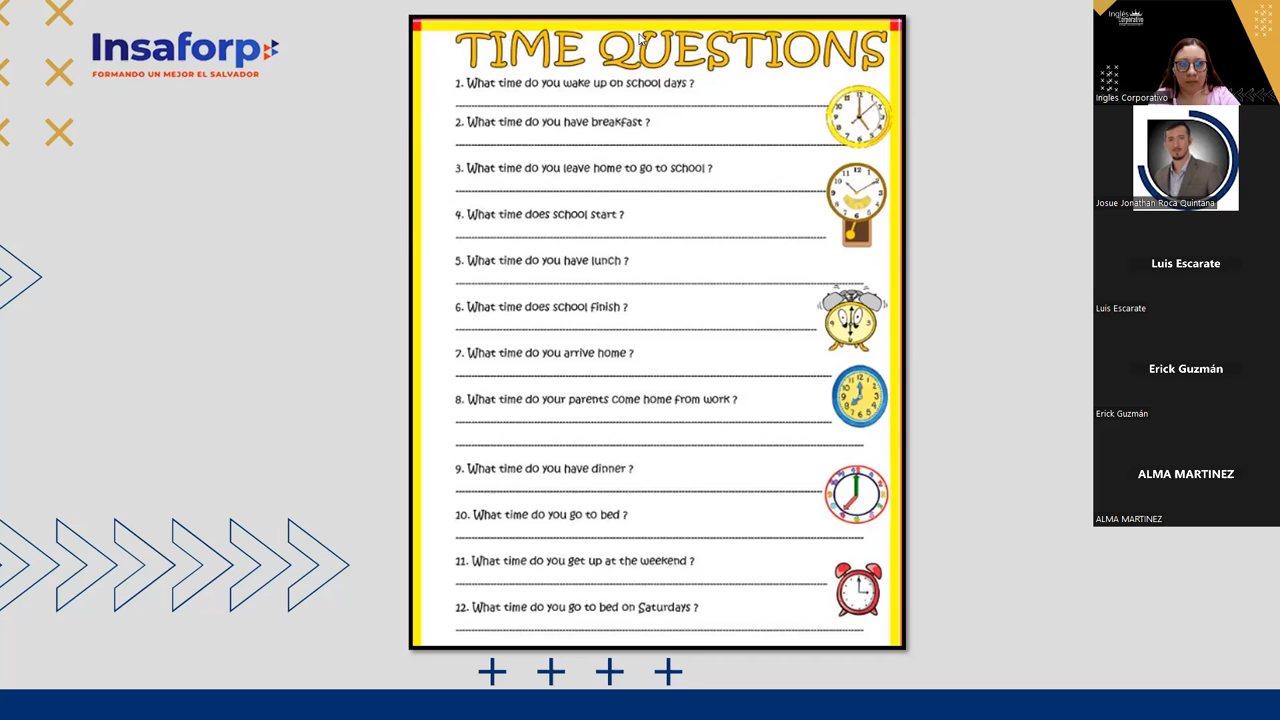 Insaforp
FORMANDO UN MEJOR EL SALVADOR
TIME QUESTIONS
1. What time do you wake up on school days ?
2. What time do you have breakfast ?
3. What time do you leave home to go to school ?
4. What time does school start ?
5. What time do you have lunch ?
6. What time does school finish ?
7. What time do you arrive home ?
8. What time do your parents come home from work ?
9. What time do you have dinner ?
10. What time do you go to bed ?
11. What time do you get up at the weekend ?
12. What time do you go to bed on Saturdays ?
Inglés
Corporativo
Ingles Corporativo
Josue Jonathan Roca Quintana
Luis Escarate
Luis Escarate
Erick Guzmán
Erick Guzmán
ALMA MARTINEZ
ALMA MARTINEZ